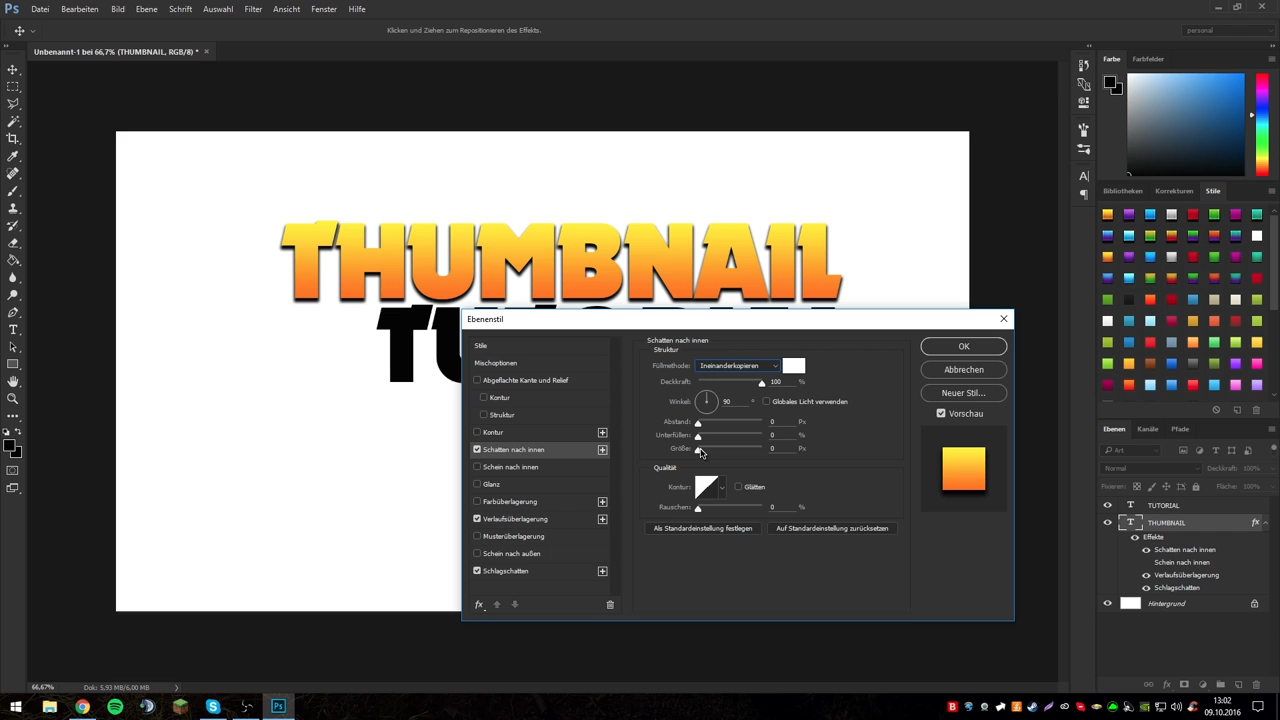 Ps Datei Bearbeiten Bild Ebene Schrift Auswahl Filter Ansicht Fenster Hilfe
Klicken und Ziehen zum Repositionieren des Effekts.
personal
Unbenannt-1 bei 66,7% (THUMBNAIL, RGB/8) * ×
Farbe Farbfelder
Bibliotheken Korrekturen Stile
THUMBNAIL
Ebenenstil
Stile
Mischoptionen
Abgeflachte Kante und Relief
Kontur
Struktur
Kontur
Schatten nach innen
Schein nach innen
Glanz
Farbüberlagerung
Verlaufsüberlagerung
Musterüberlagerung
Schein nach außen
Schlagschatten
fx
Schatten nach innen
Struktur
Füllmethode: Ineinanderkopieren
Deckkraft: 100 %
Winkel: 90 ° Globales Licht verwenden
Abstand: 0 Px
Unterfüllen: 0 %
Größe: 0 Px
Qualität
Kontur: Glätten
Rauschen: 0 %
Als Standardeinstellung festlegen Auf Standardeinstellung zurücksetzen
OK
Abbrechen
Neuer Stil...
Vorschau
Ebenen Kanäle Pfade
Art
Normal Deckkraft: 100%
Fixieren: Fläche: 100%
T TUTORIAL
T THUMBNAIL fx
Effekte
Schatten nach innen
Schein nach innen
Verlaufsüberlagerung
Schlagschatten
Hintergrund
66,67% Dok: 5,93 MB/6,00 MB
Ps
13:02
09.10.2016